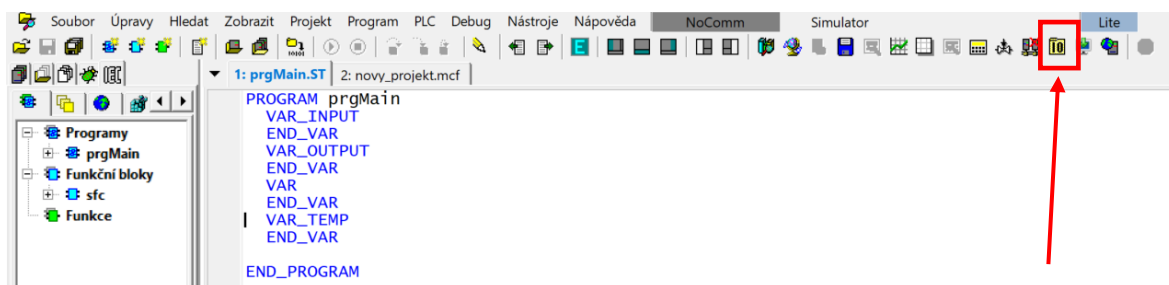 Soubor Úpravy Hledat Zobrazit Projekt Program PLC Debug Nástroje Nápověda NoComm Simulator Lite
E IO
1: prgMain.ST 2: novy_projekt.mcf
PROGRAM prgMain
VAR_INPUT
END_VAR
VAR_OUTPUT
END_VAR
VAR
END_VAR
VAR_TEMP
END_VAR
END_PROGRAM
Programy
prgMain
Funkční bloky
sfc
Funkce